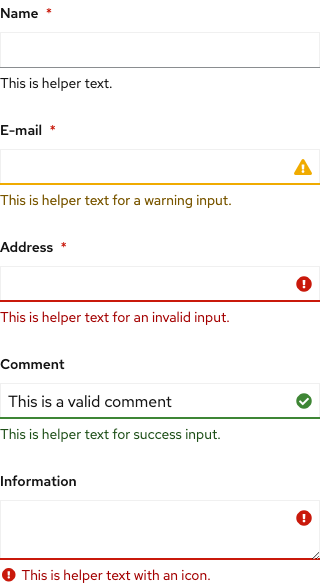 Name *
This is helper text.
E-mail *
This is helper text for a warning input.
Address *
This is helper text for an invalid input.
Comment
This is a valid comment
This is helper text for success input.
Information
This is helper text with an icon.